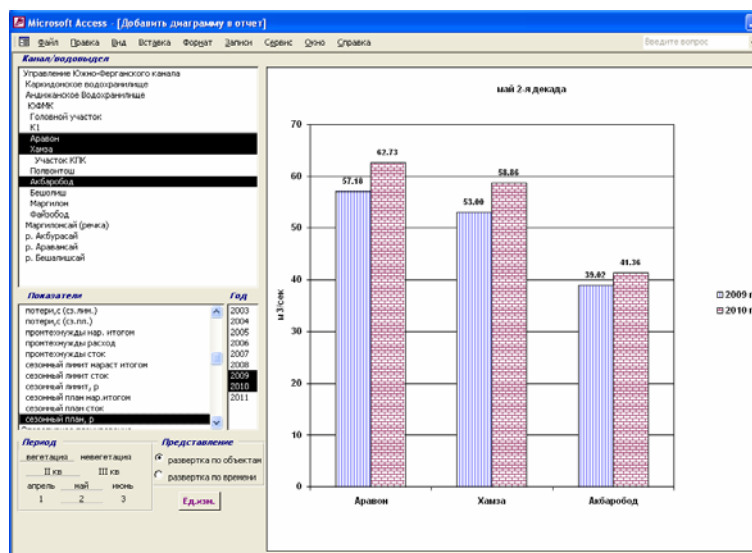 Microsoft Access - [Добавить диаграмму в отчет]
Файл Правка Вид Вставка Формат Записи Сервис Окно Справка
Введите вопрос
Канал/водовыдел
Управление Южно-Ферганского канала
Каркидонское водохранилище
Андижанское Водохранилище
ЮФМК
Головной участок
К1
Аравон
Хамза
Участок КПК
Полвонтош
Акбаробод
Бешолиш
Маргилон
Файзобод
Маргилонсай (речка)
р. Акбурасай
р. Аравансай
р. Бешалишсай
Показатели
потери,с (сз.лим.)
потери,с (сз.пл.)
промтехнужды нар. итогом
промтехнужды расход
промтехнужды сток
сезонный лимит нараст итогом
сезонный лимит сток
сезонный лимит, р
сезонный план нар.итогом
сезонный план сток
сезонный план, р
Год
2003
2004
2005
2006
2007
2008
2009
2010
2011
Период
вегетация невегетация
II кв III кв
апрель май июнь
1 2 3
Представление
развертка по объектам
развертка по времени
Ед.изм.
май 2-я декада
м3/сек
70
60
50
40
30
20
10
0
57.18
62.73
53.00
58.86
39.02
41.36
Аравон Хамза Акбаробод
2009 г
2010 г